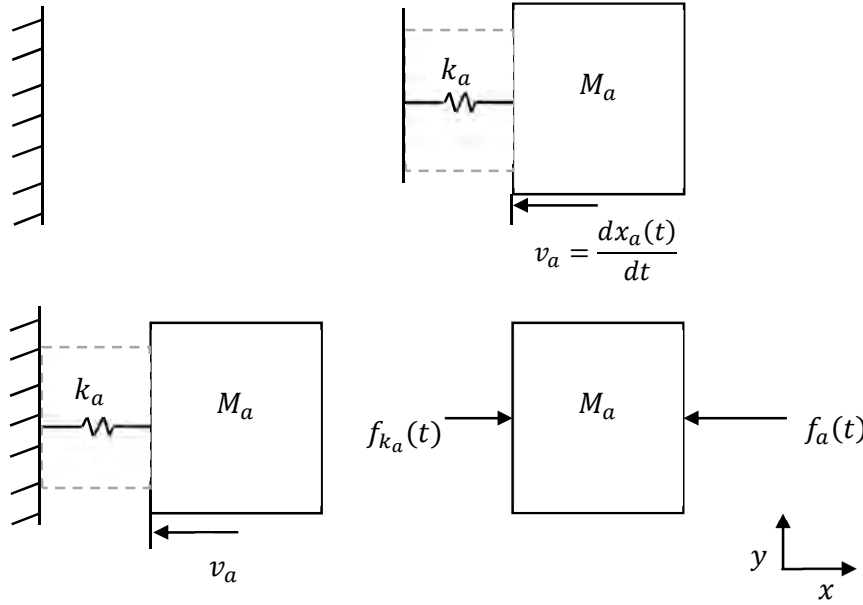 k_a
M_a
v_a = dx_a(t)/dt
k_a
M_a
v_a
f_{k_a}(t)
M_a
f_a(t)
y
x